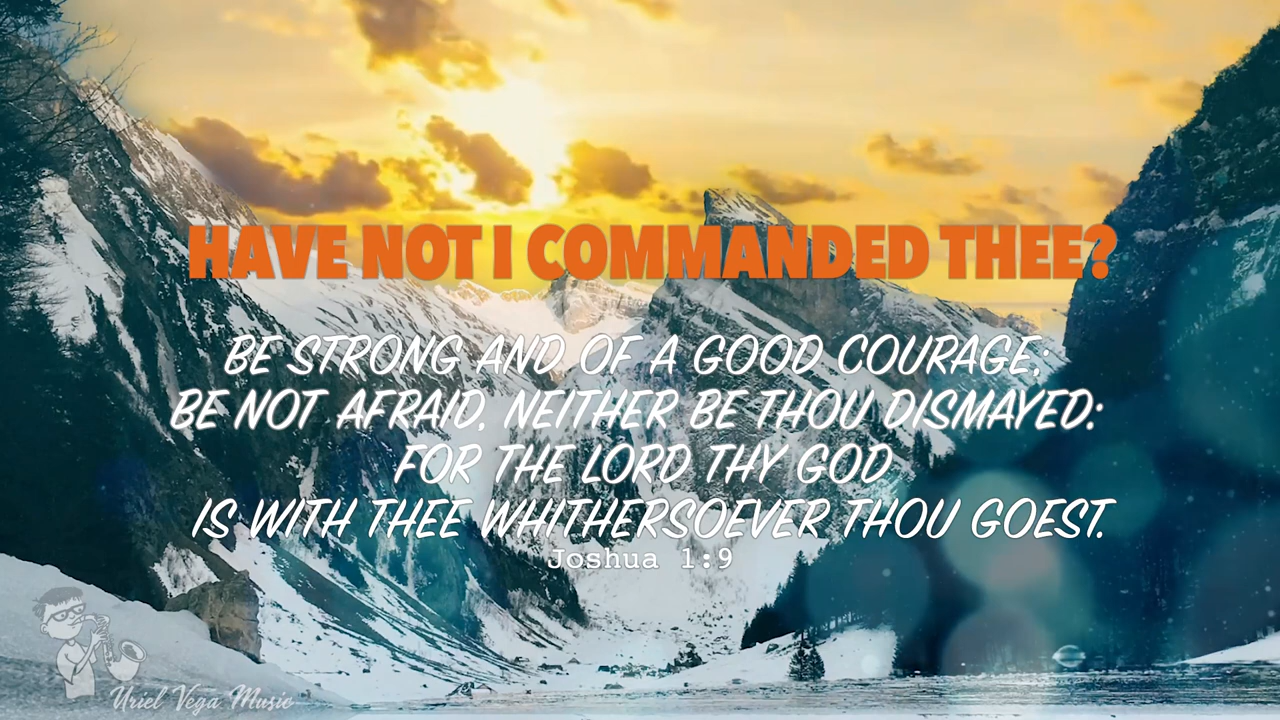 HAVE NOT I COMMANDED THEE?
BE STRONG AND OF A GOOD COURAGE;
BE NOT AFRAID, NEITHER BE THOU DISMAYED:
FOR THE LORD THY GOD
IS WITH THEE WHITHERSOEVER THOU GOEST.
Joshua 1:9
Uriel Vega Music